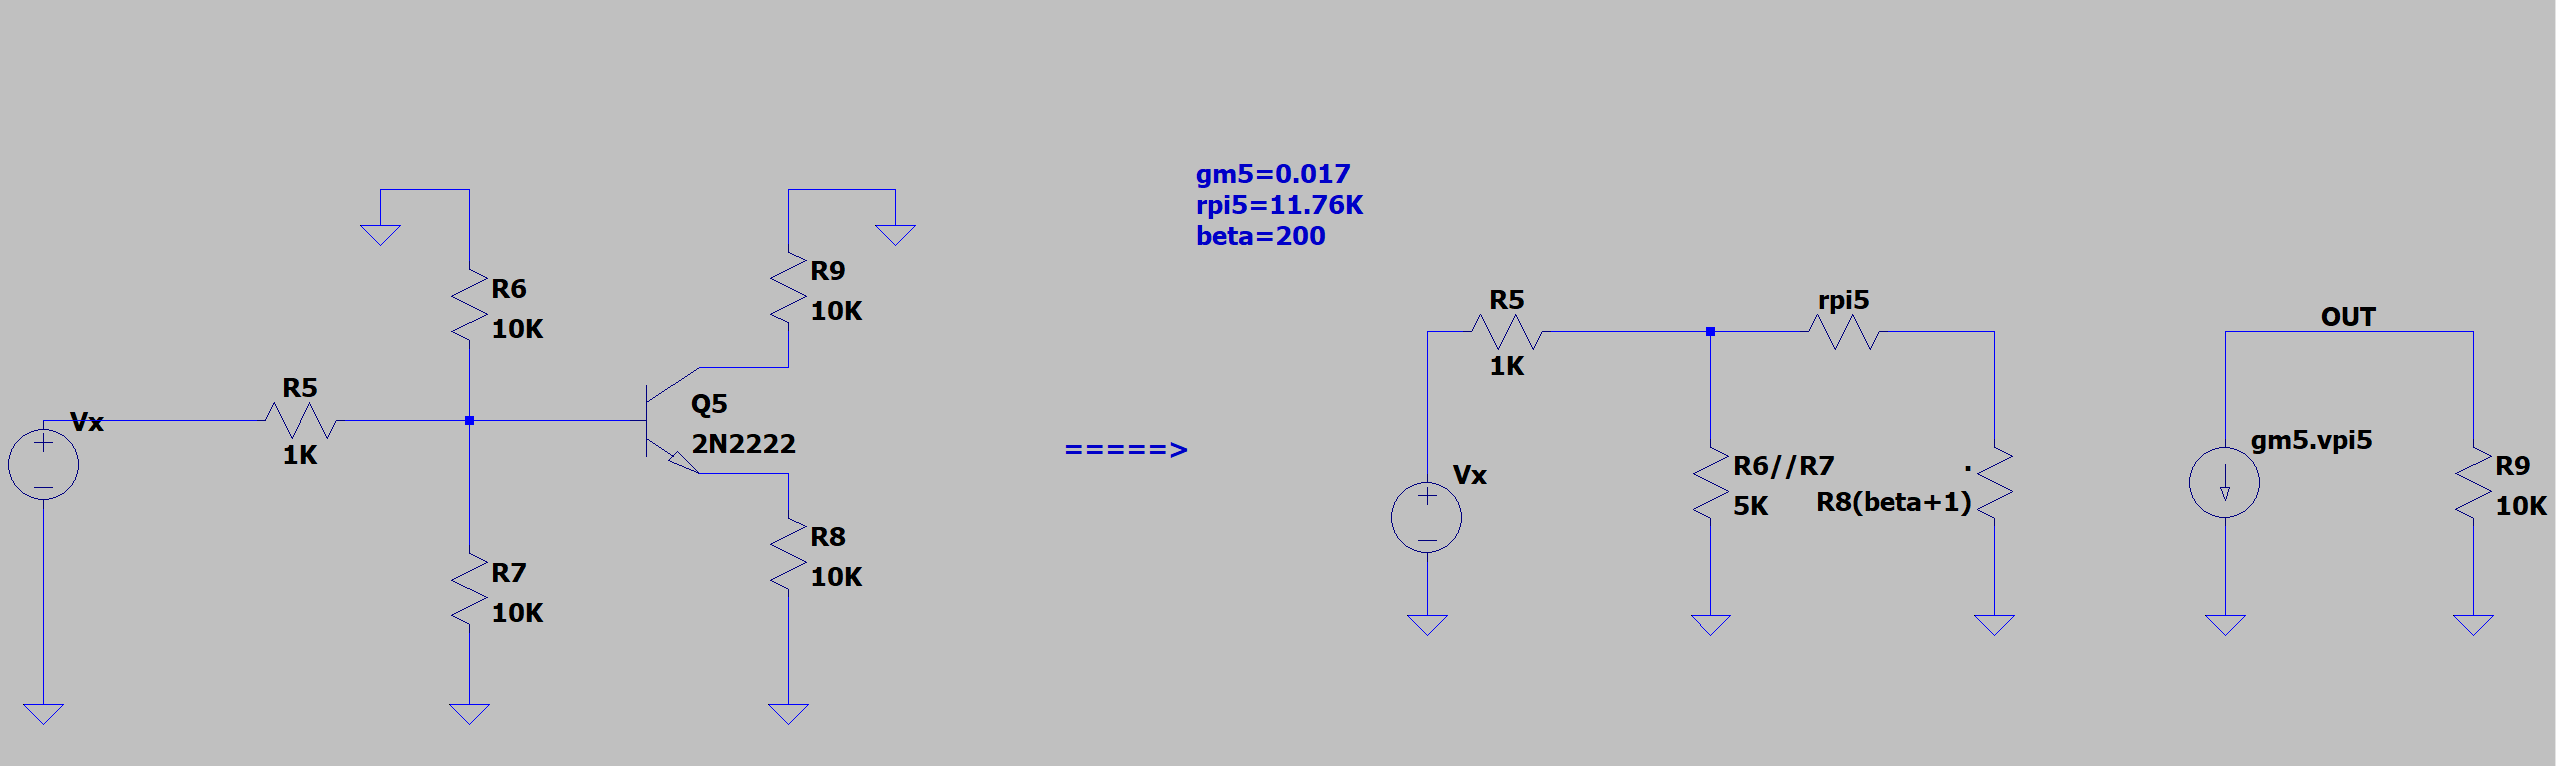 R6
10K
R9
10K
R5
1K
Vx
Q5
2N2222
R8
10K
R7
10K
=====>
gm5=0.017
rpi5=11.76K
beta=200
R5
1K
rpi5
Vx
R6//R7
5K
.
R8(beta+1)
OUT
gm5.vpi5
R9
10K